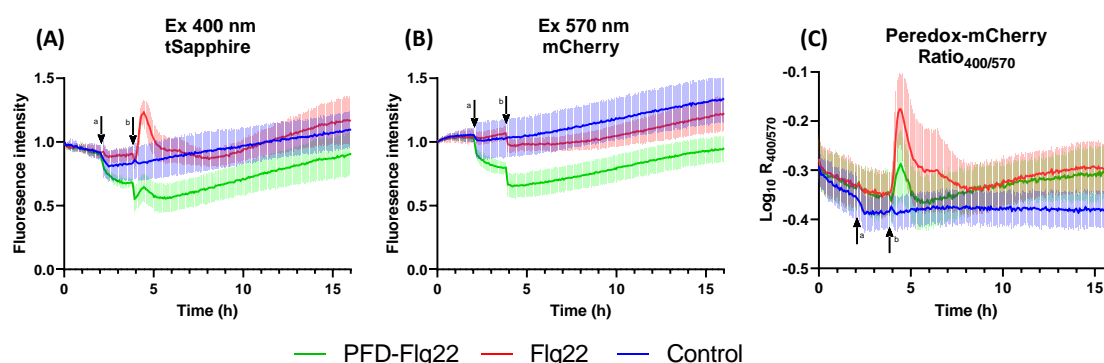 (A)
Ex 400 nm
tSapphire
Fluoresence intensity
1.5
1.0
0.5
0.0
a
b
0
5
10
15
Time (h)
(B)
Ex 570 nm
mCherry
Fluoresence intensity
1.5
1.0
0.5
0.0
a
b
0
5
10
15
Time (h)
(C)
Peredox-mCherry
Ratio400/570
Log10 R400/570
-0.1
-0.2
-0.3
-0.4
-0.5
a
b
0
5
10
15
Time (h)
PFD-Flg22
Flg22
Control